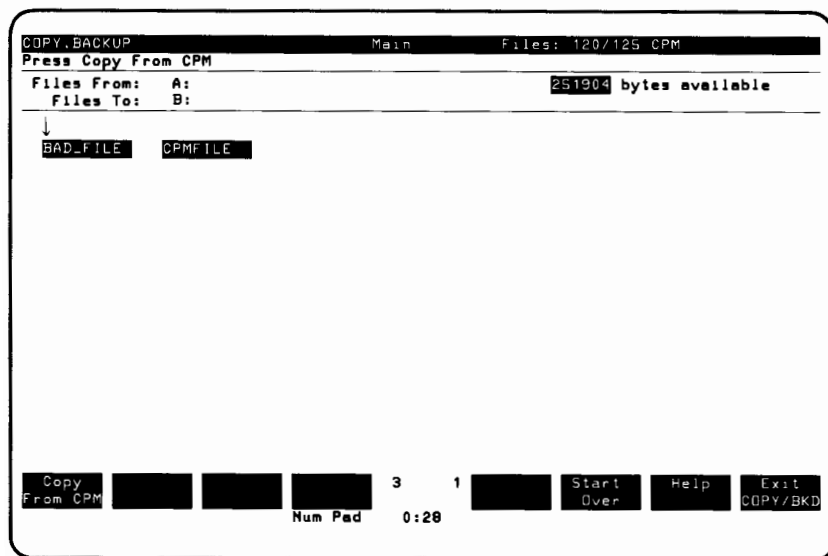 COPY.BACKUP Main Files: 120/125 CPM
Press Copy From CPM
Files From: A: 251904 bytes available
Files To: B:
↓
BAD_FILE CPMFILE
Copy From CPM 3 1 Start Over Help Exit COPY/BKD
Num Pad 0:28